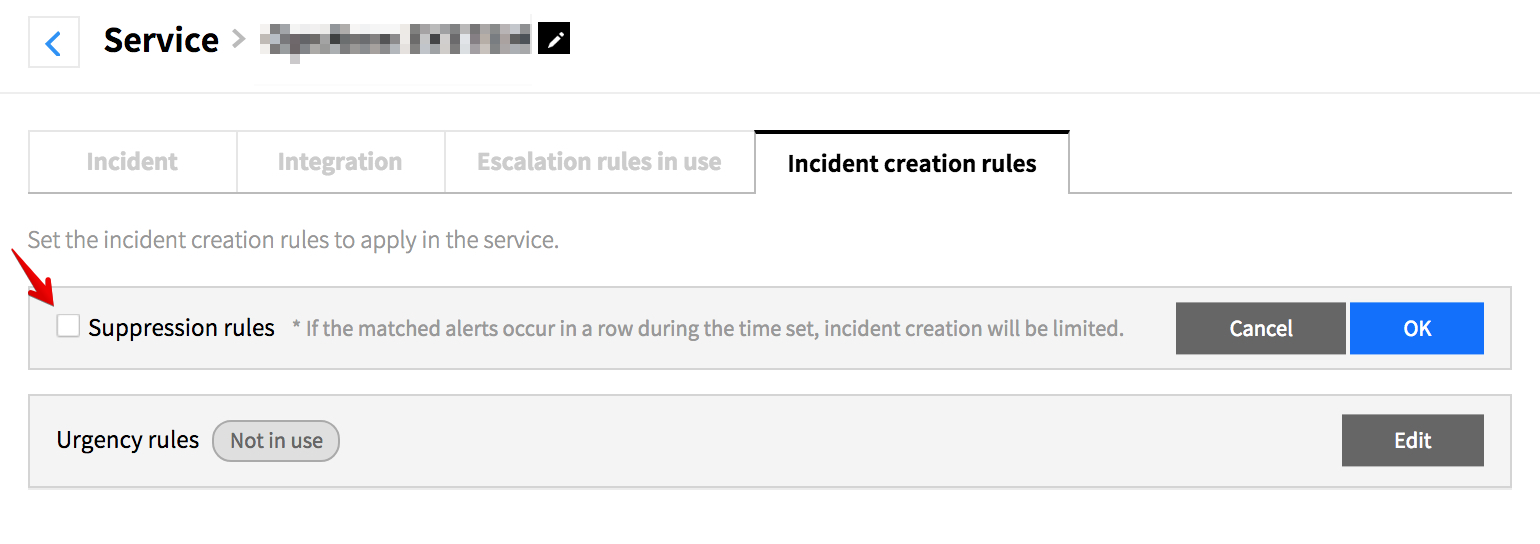 Service >
Incident
Integration
Escalation rules in use
Incident creation rules
Set the incident creation rules to apply in the service.
Suppression rules * If the matched alerts occur in a row during the time set, incident creation will be limited. Cancel OK
Urgency rules Not in use Edit